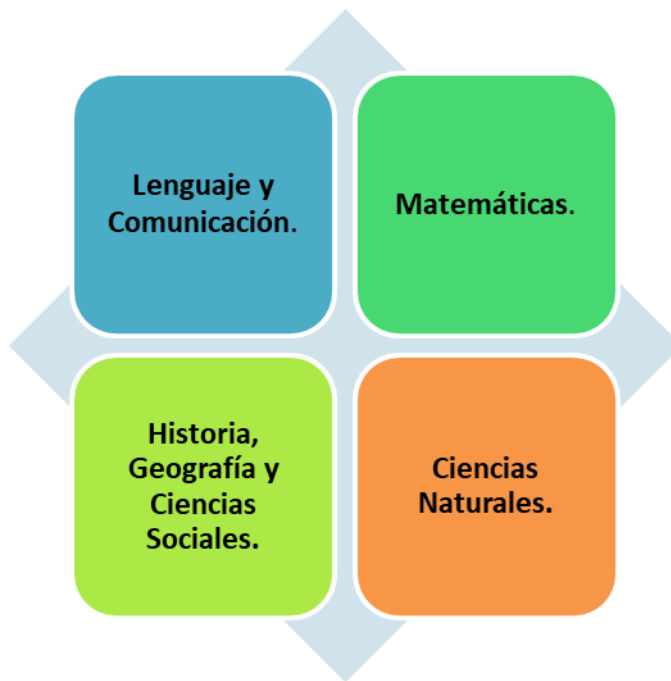 Lenguaje y
Comunicación.
Matemáticas.
Historia,
Geografía y
Ciencias
Sociales.
Ciencias
Naturales.